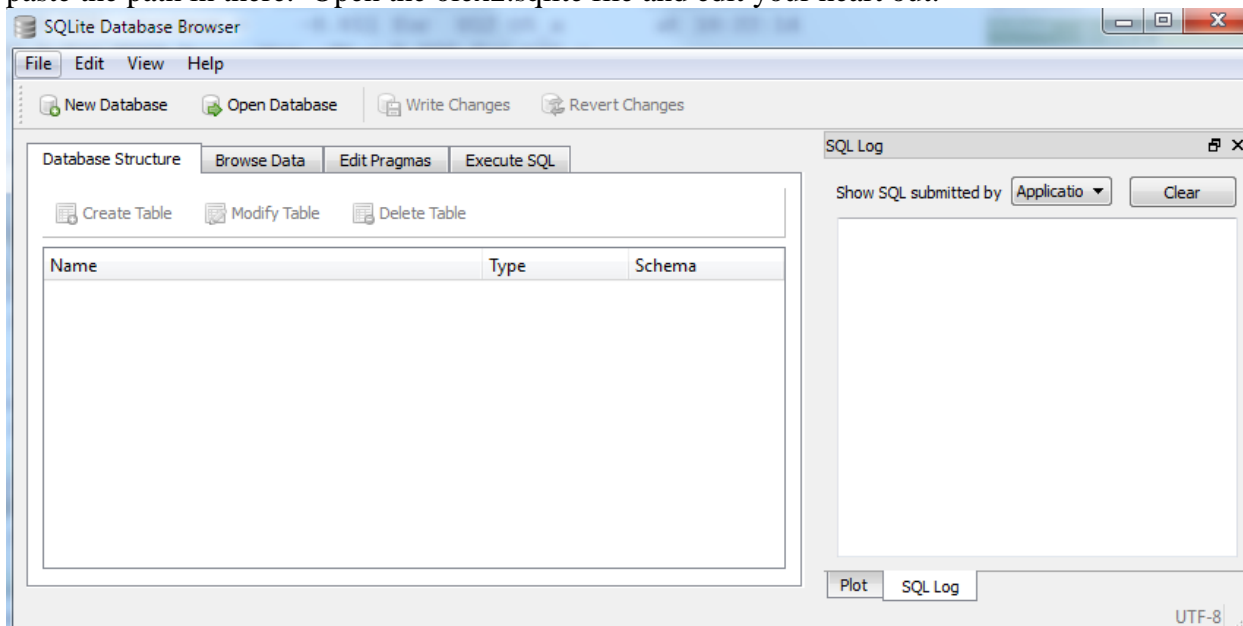 SQLite Database Browser
File Edit View Help
New Database Open Database Write Changes Revert Changes
Database Structure Browse Data Edit Pragmas Execute SQL
Create Table Modify Table Delete Table
Name Type Schema
SQL Log
Show SQL submitted by Applicatio Clear
Plot SQL Log
UTF-8